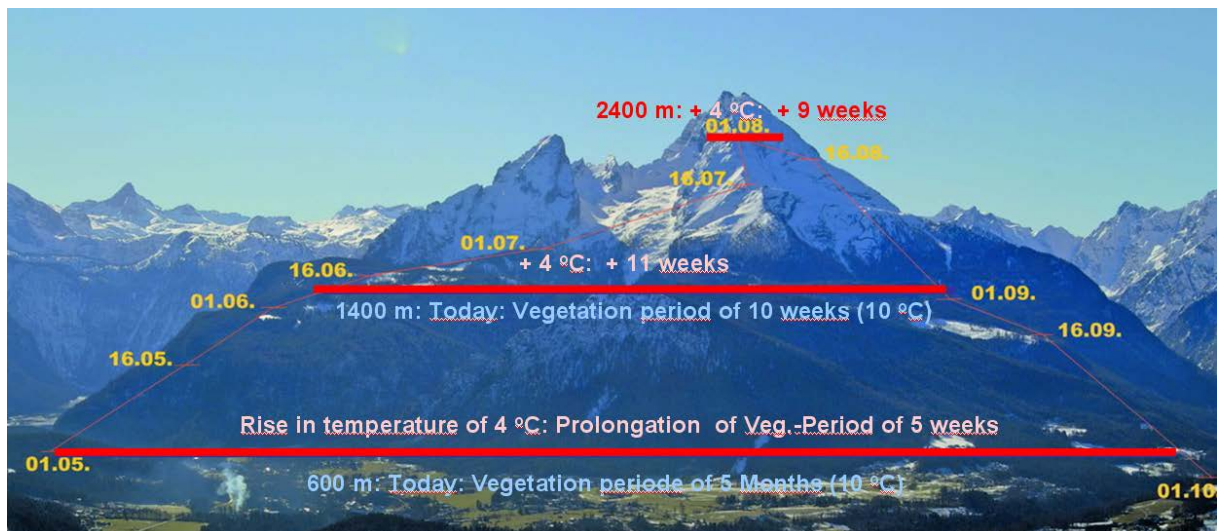 2400 m: + 4 ºC: + 9 weeks
01.08.
16.08.
16.07.
01.07.
16.06.
+ 4 ºC: + 11 weeks
01.06.
01.09.
1400 m: Today: Vegetation period of 10 weeks (10 ºC)
16.09.
16.05.
Rise in temperature of 4 ºC: Prolongation of Veg.-Period of 5 weeks
01.05.
600 m: Today: Vegetation periode of 5 Months (10 ºC)
01.10.